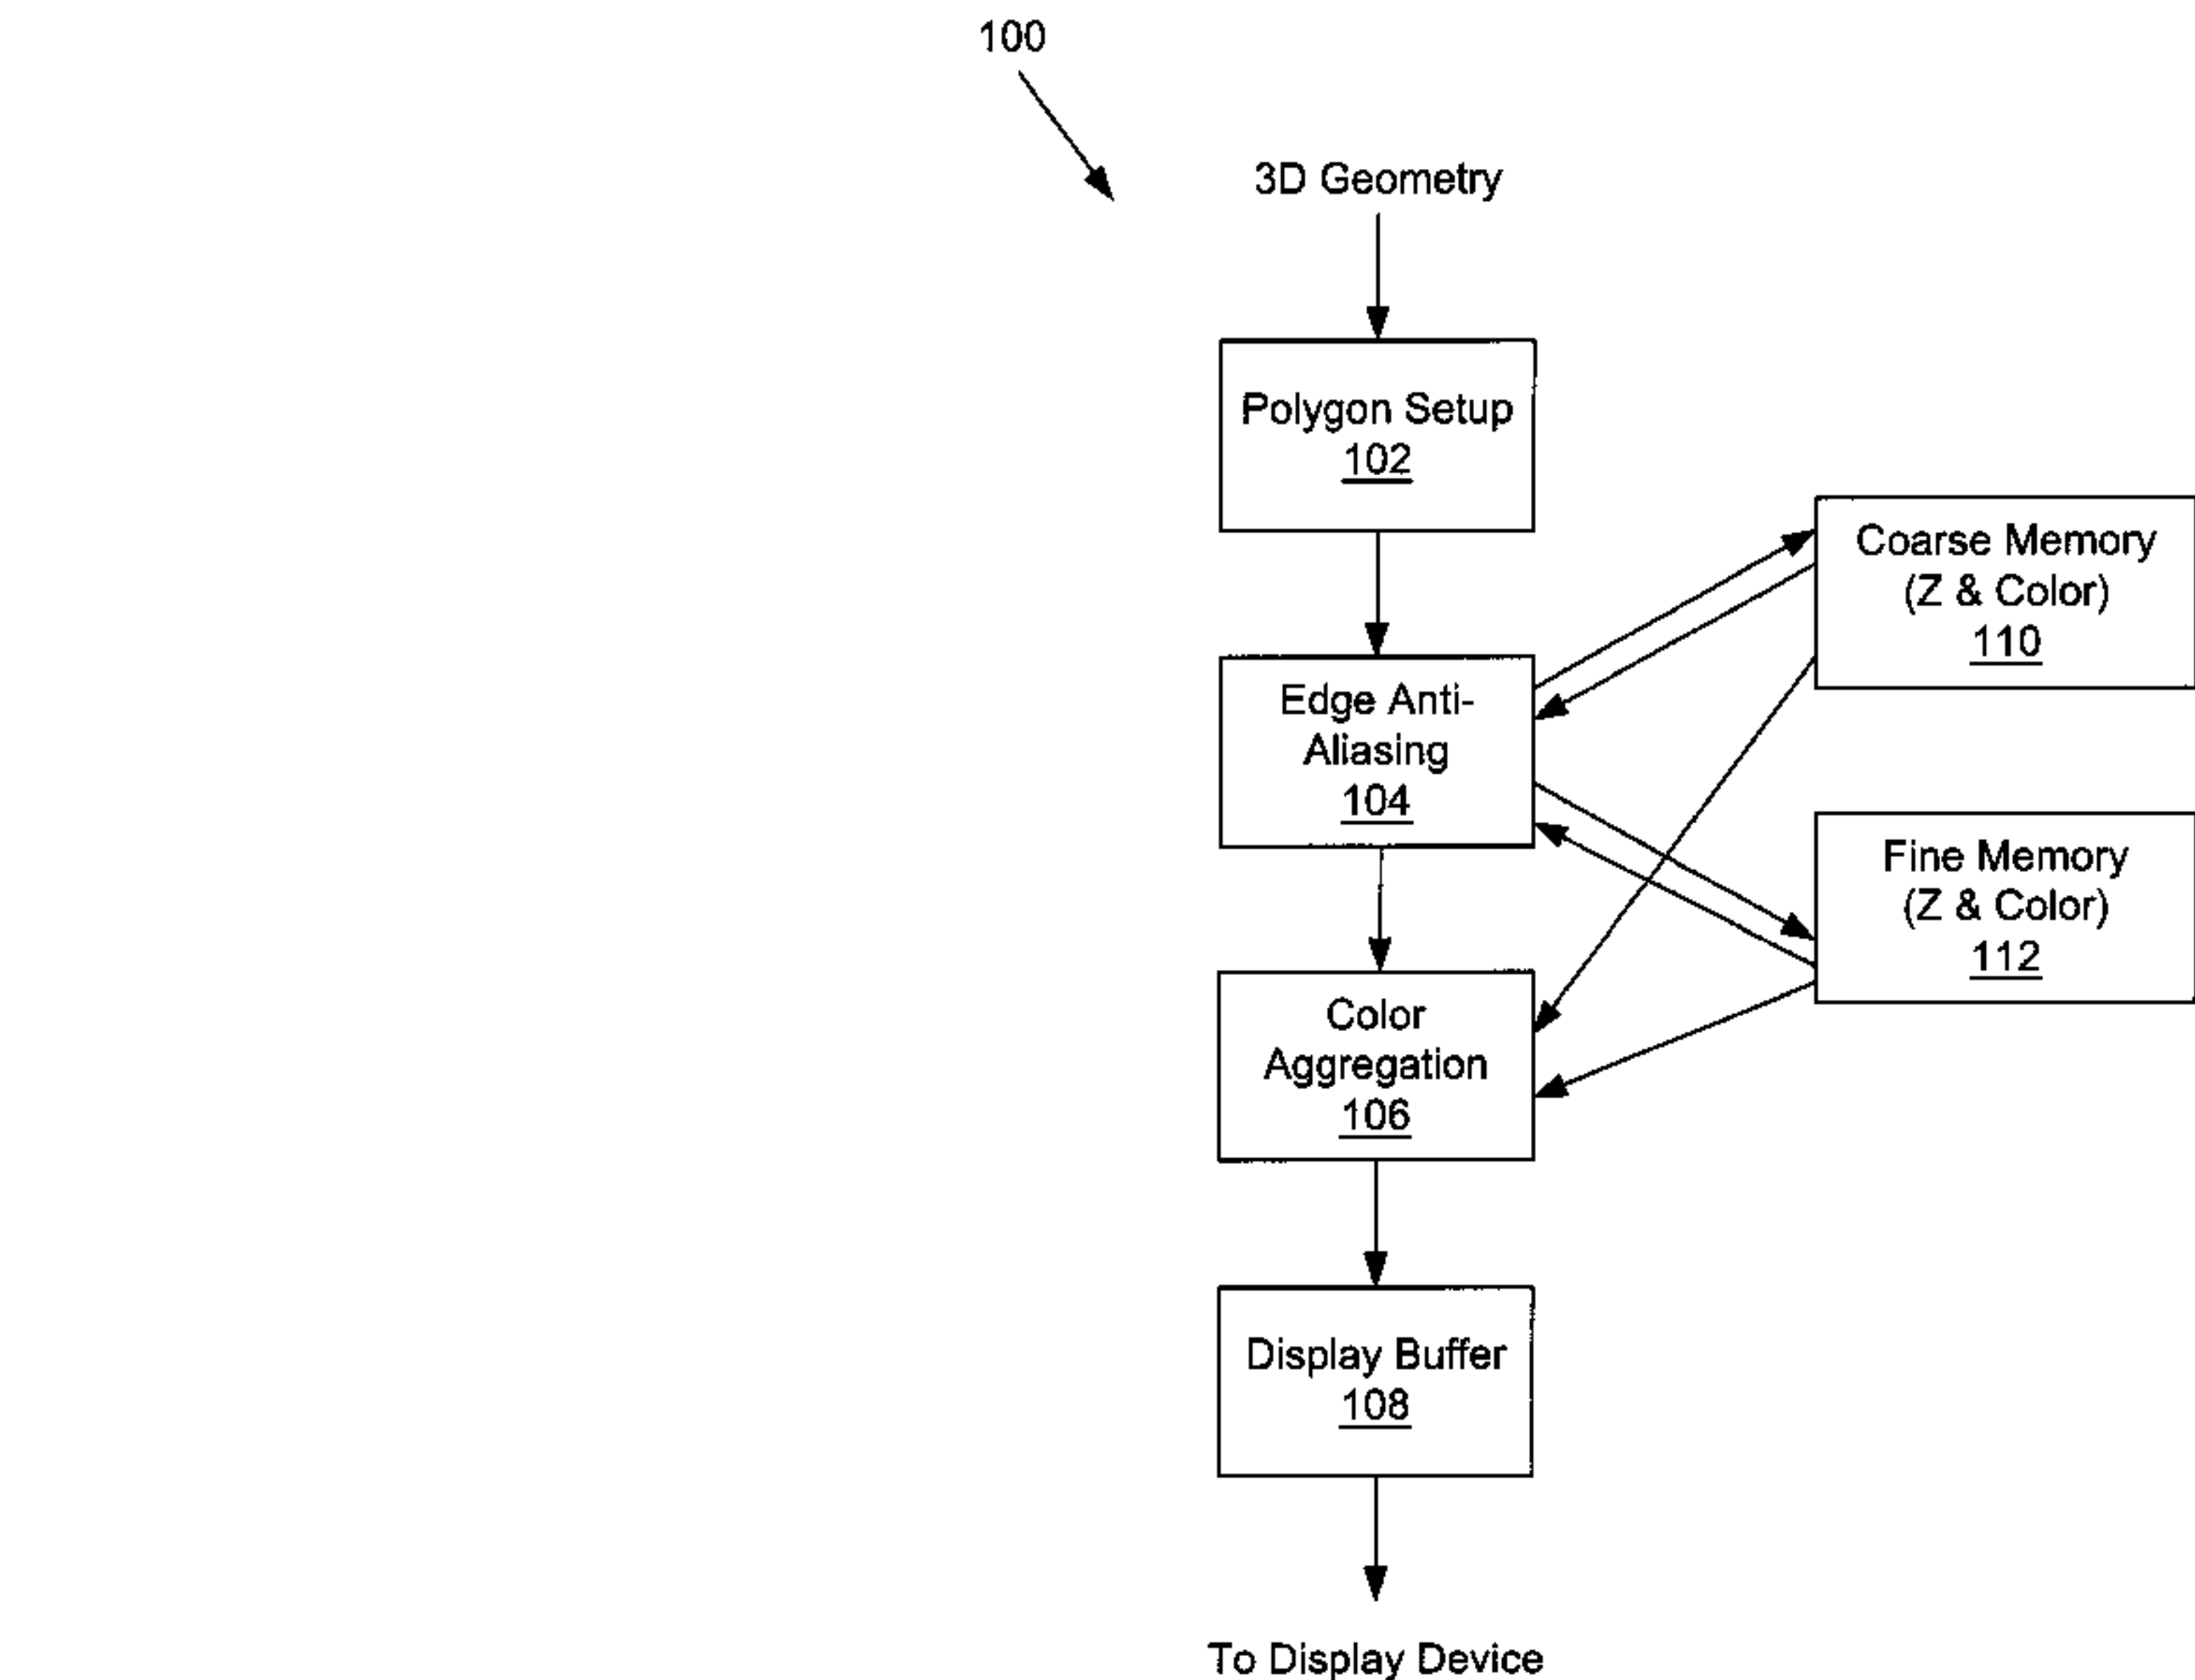 100
3D Geometry
Polygon Setup
102
Coarse Memory
(Z & Color)
110
Edge Anti-
Aliasing
104
Fine Memory
(Z & Color)
112
Color
Aggregation
106
Display Buffer
108
To Display Device